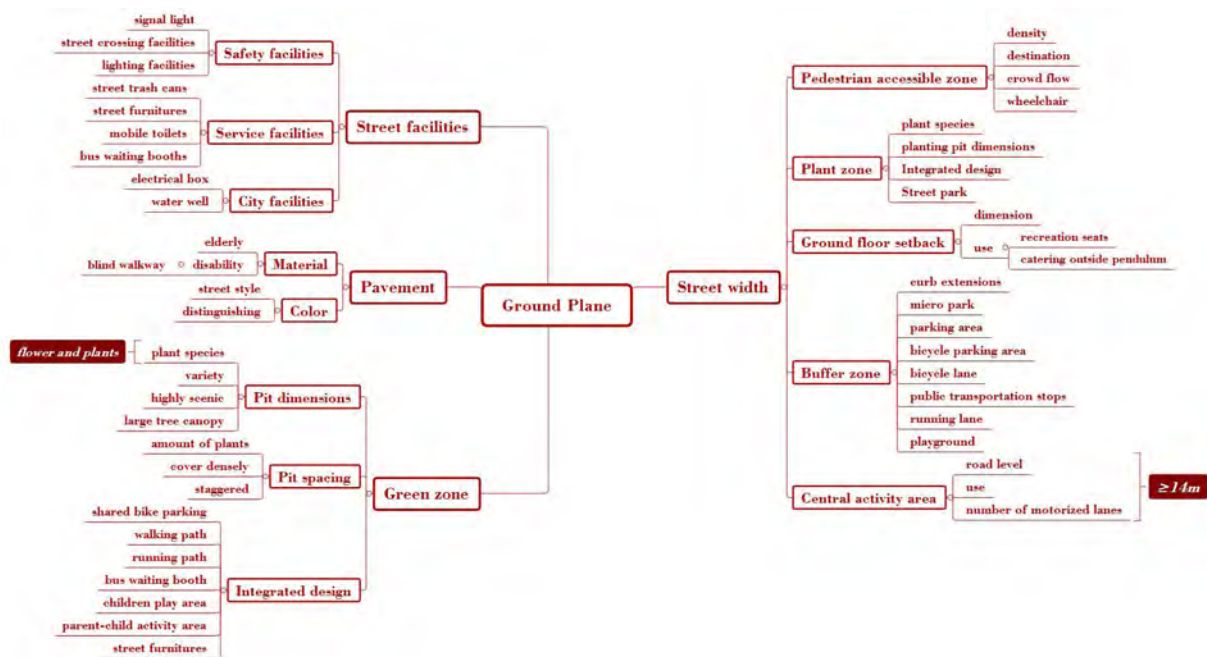 Ground Plane
Street facilities
Safety facilities
signal light
street crossing facilities
lighting facilities
Service facilities
street trash cans
street furnitures
mobile toilets
bus waiting booths
City facilities
electrical box
water well
Pavement
Material
elderly
disability
blind walkway
Color
street style
distinguishing
Green zone
Pit dimensions
plant species
flower and plants
variety
highly scenic
large tree canopy
Pit spacing
amount of plants
cover densely
staggered
Integrated design
shared bike parking
walking path
running path
bus waiting booth
children play area
parent-child activity area
street furnitures
Street width
Pedestrian accessible zone
density
destination
crowd flow
wheelchair
Plant zone
plant species
planting pit dimensions
Integrated design
Street park
Ground floor setback
dimension
use
recreation seats
catering outside pendulum
Buffer zone
curb extensions
micro park
parking area
bicycle parking area
bicycle lane
public transportation stops
running lane
playground
Central activity area
road level
use
number of motorized lanes
≥14m